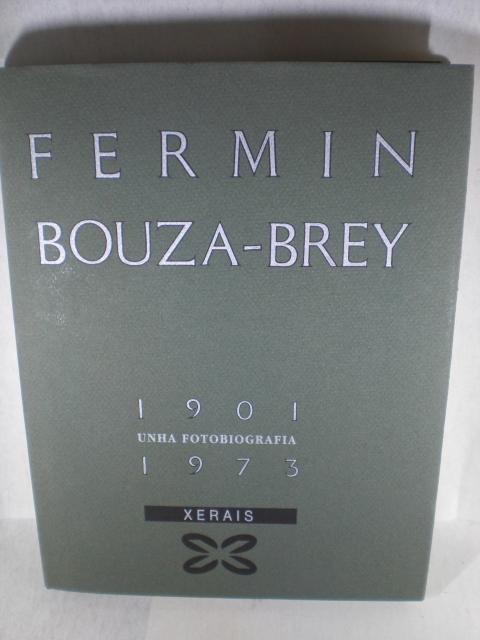 FERMIN
BOUZA-BREY
1901
UNHA FOTOBIOGRAFIA
1973
XERAIS